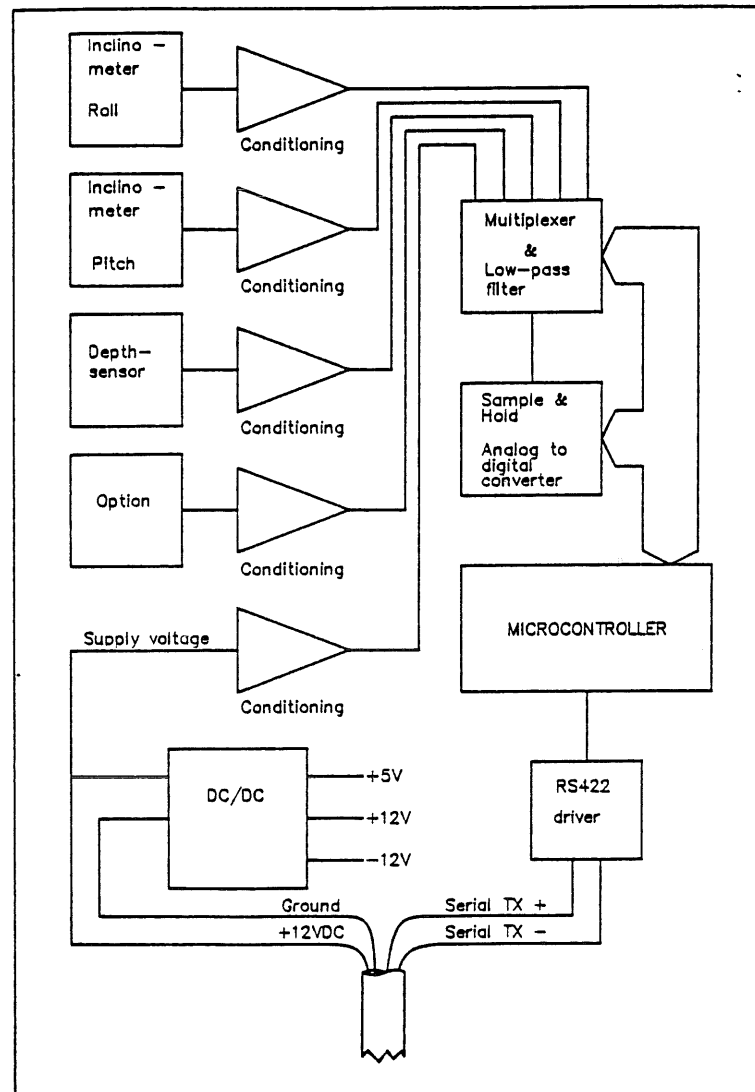 Inclino -
meter
Roll
Conditioning
Inclino -
meter
Pitch
Conditioning
Depth-
sensor
Conditioning
Option
Conditioning
Supply voltage
Conditioning
Multiplexer
&
Low-pass
filter
Sample &
Hold
Analog to
digital
converter
MICROCONTROLLER
DC/DC
+5V
+12V
-12V
RS422
driver
Ground
+12VDC
Serial TX +
Serial TX -